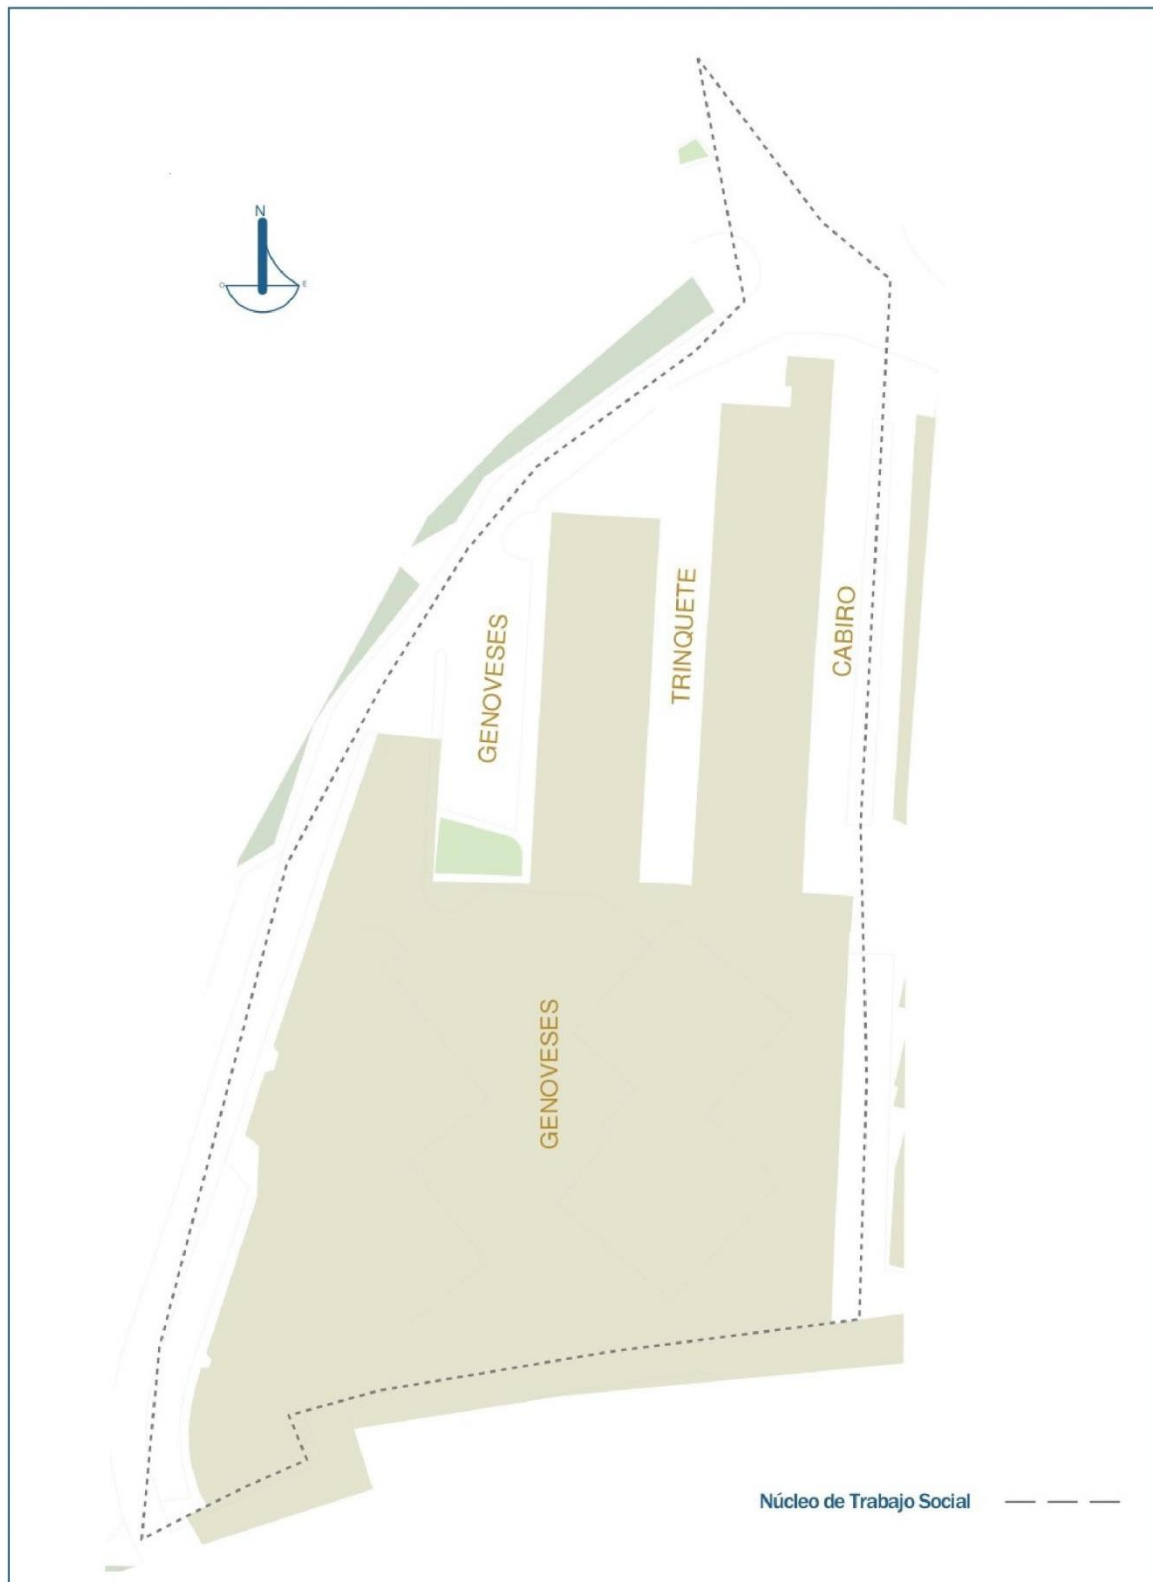 N
O
E
GENOVESES
TRINQUETE
CABIRO
GENOVESES
Núcleo de Trabajo Social